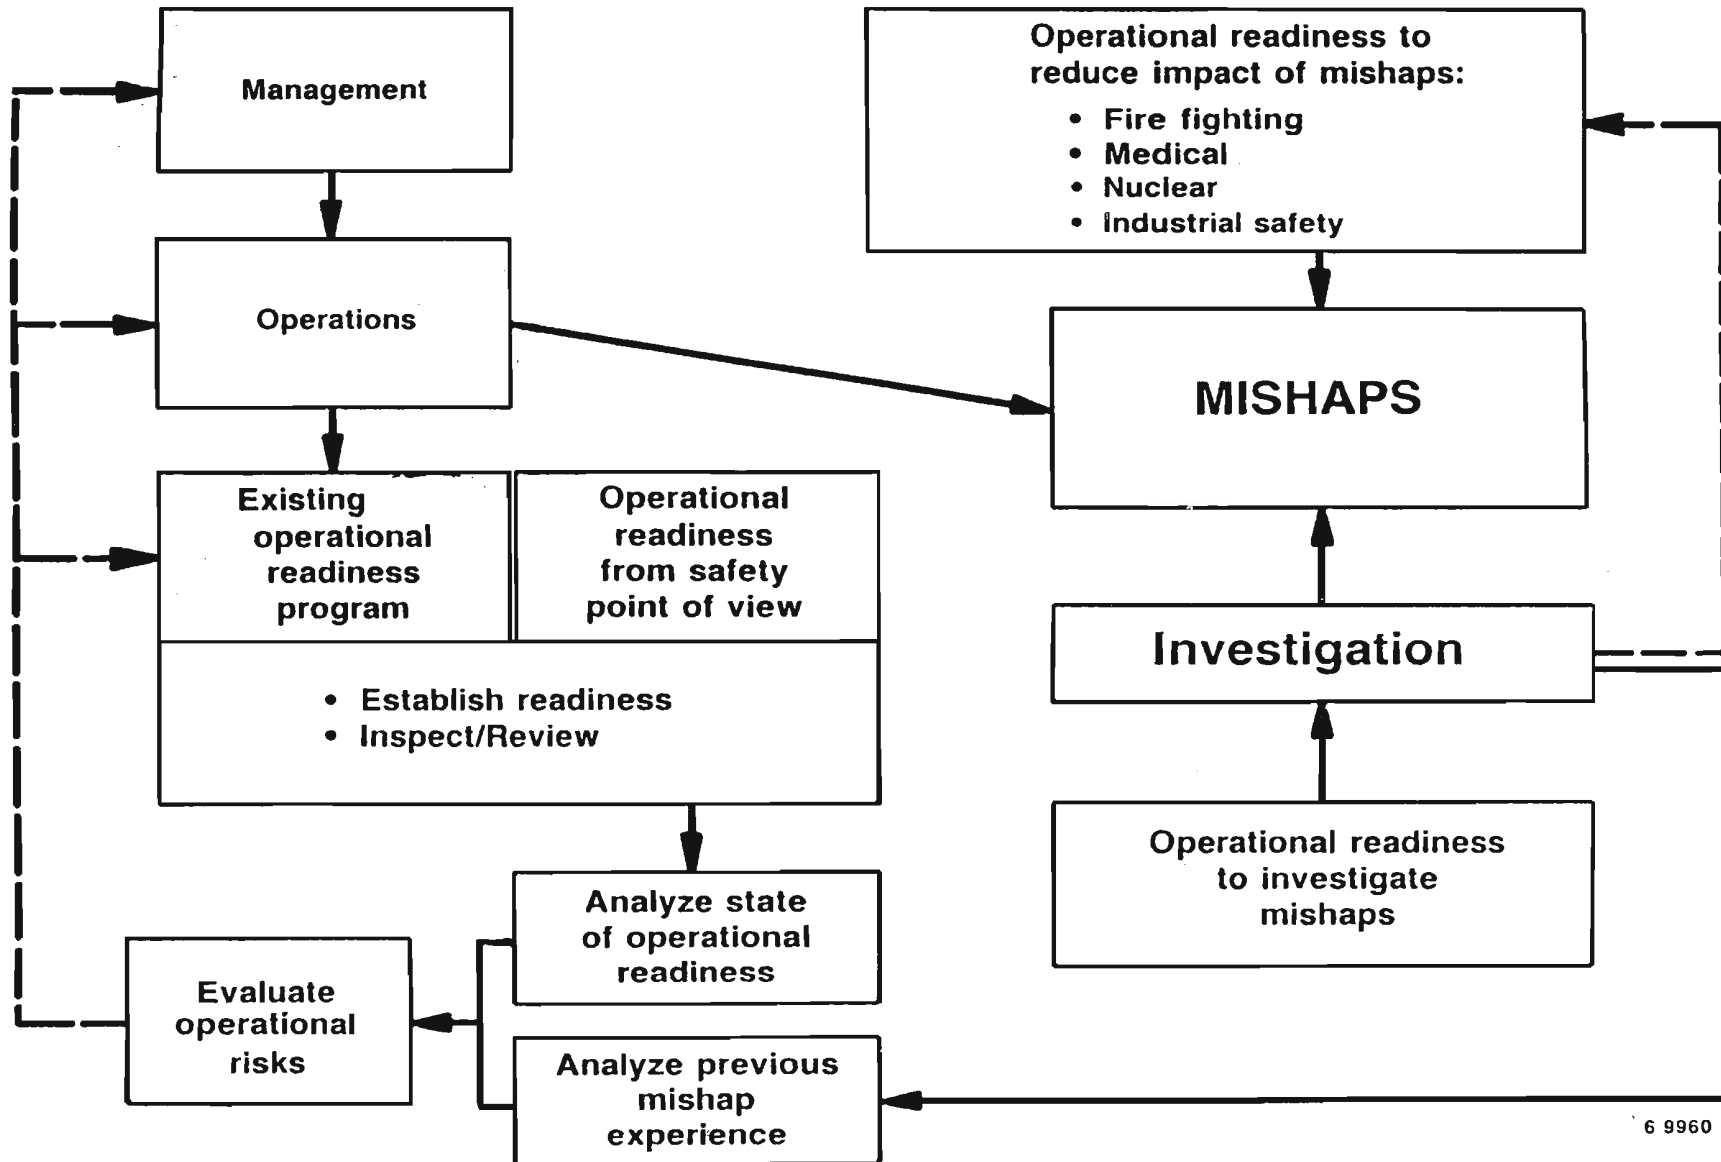 Management
Operational readiness to
reduce impact of mishaps:
• Fire fighting
• Medical
• Nuclear
• Industrial safety
Operations
MISHAPS
Existing
operational
readiness
program
Operational
readiness
from safety
point of view
• Establish readiness
• Inspect/Review
Investigation
Operational readiness
to investigate
mishaps
Analyze state
of operational
readiness
Evaluate
operational
risks
Analyze previous
mishap
experience
6 9960